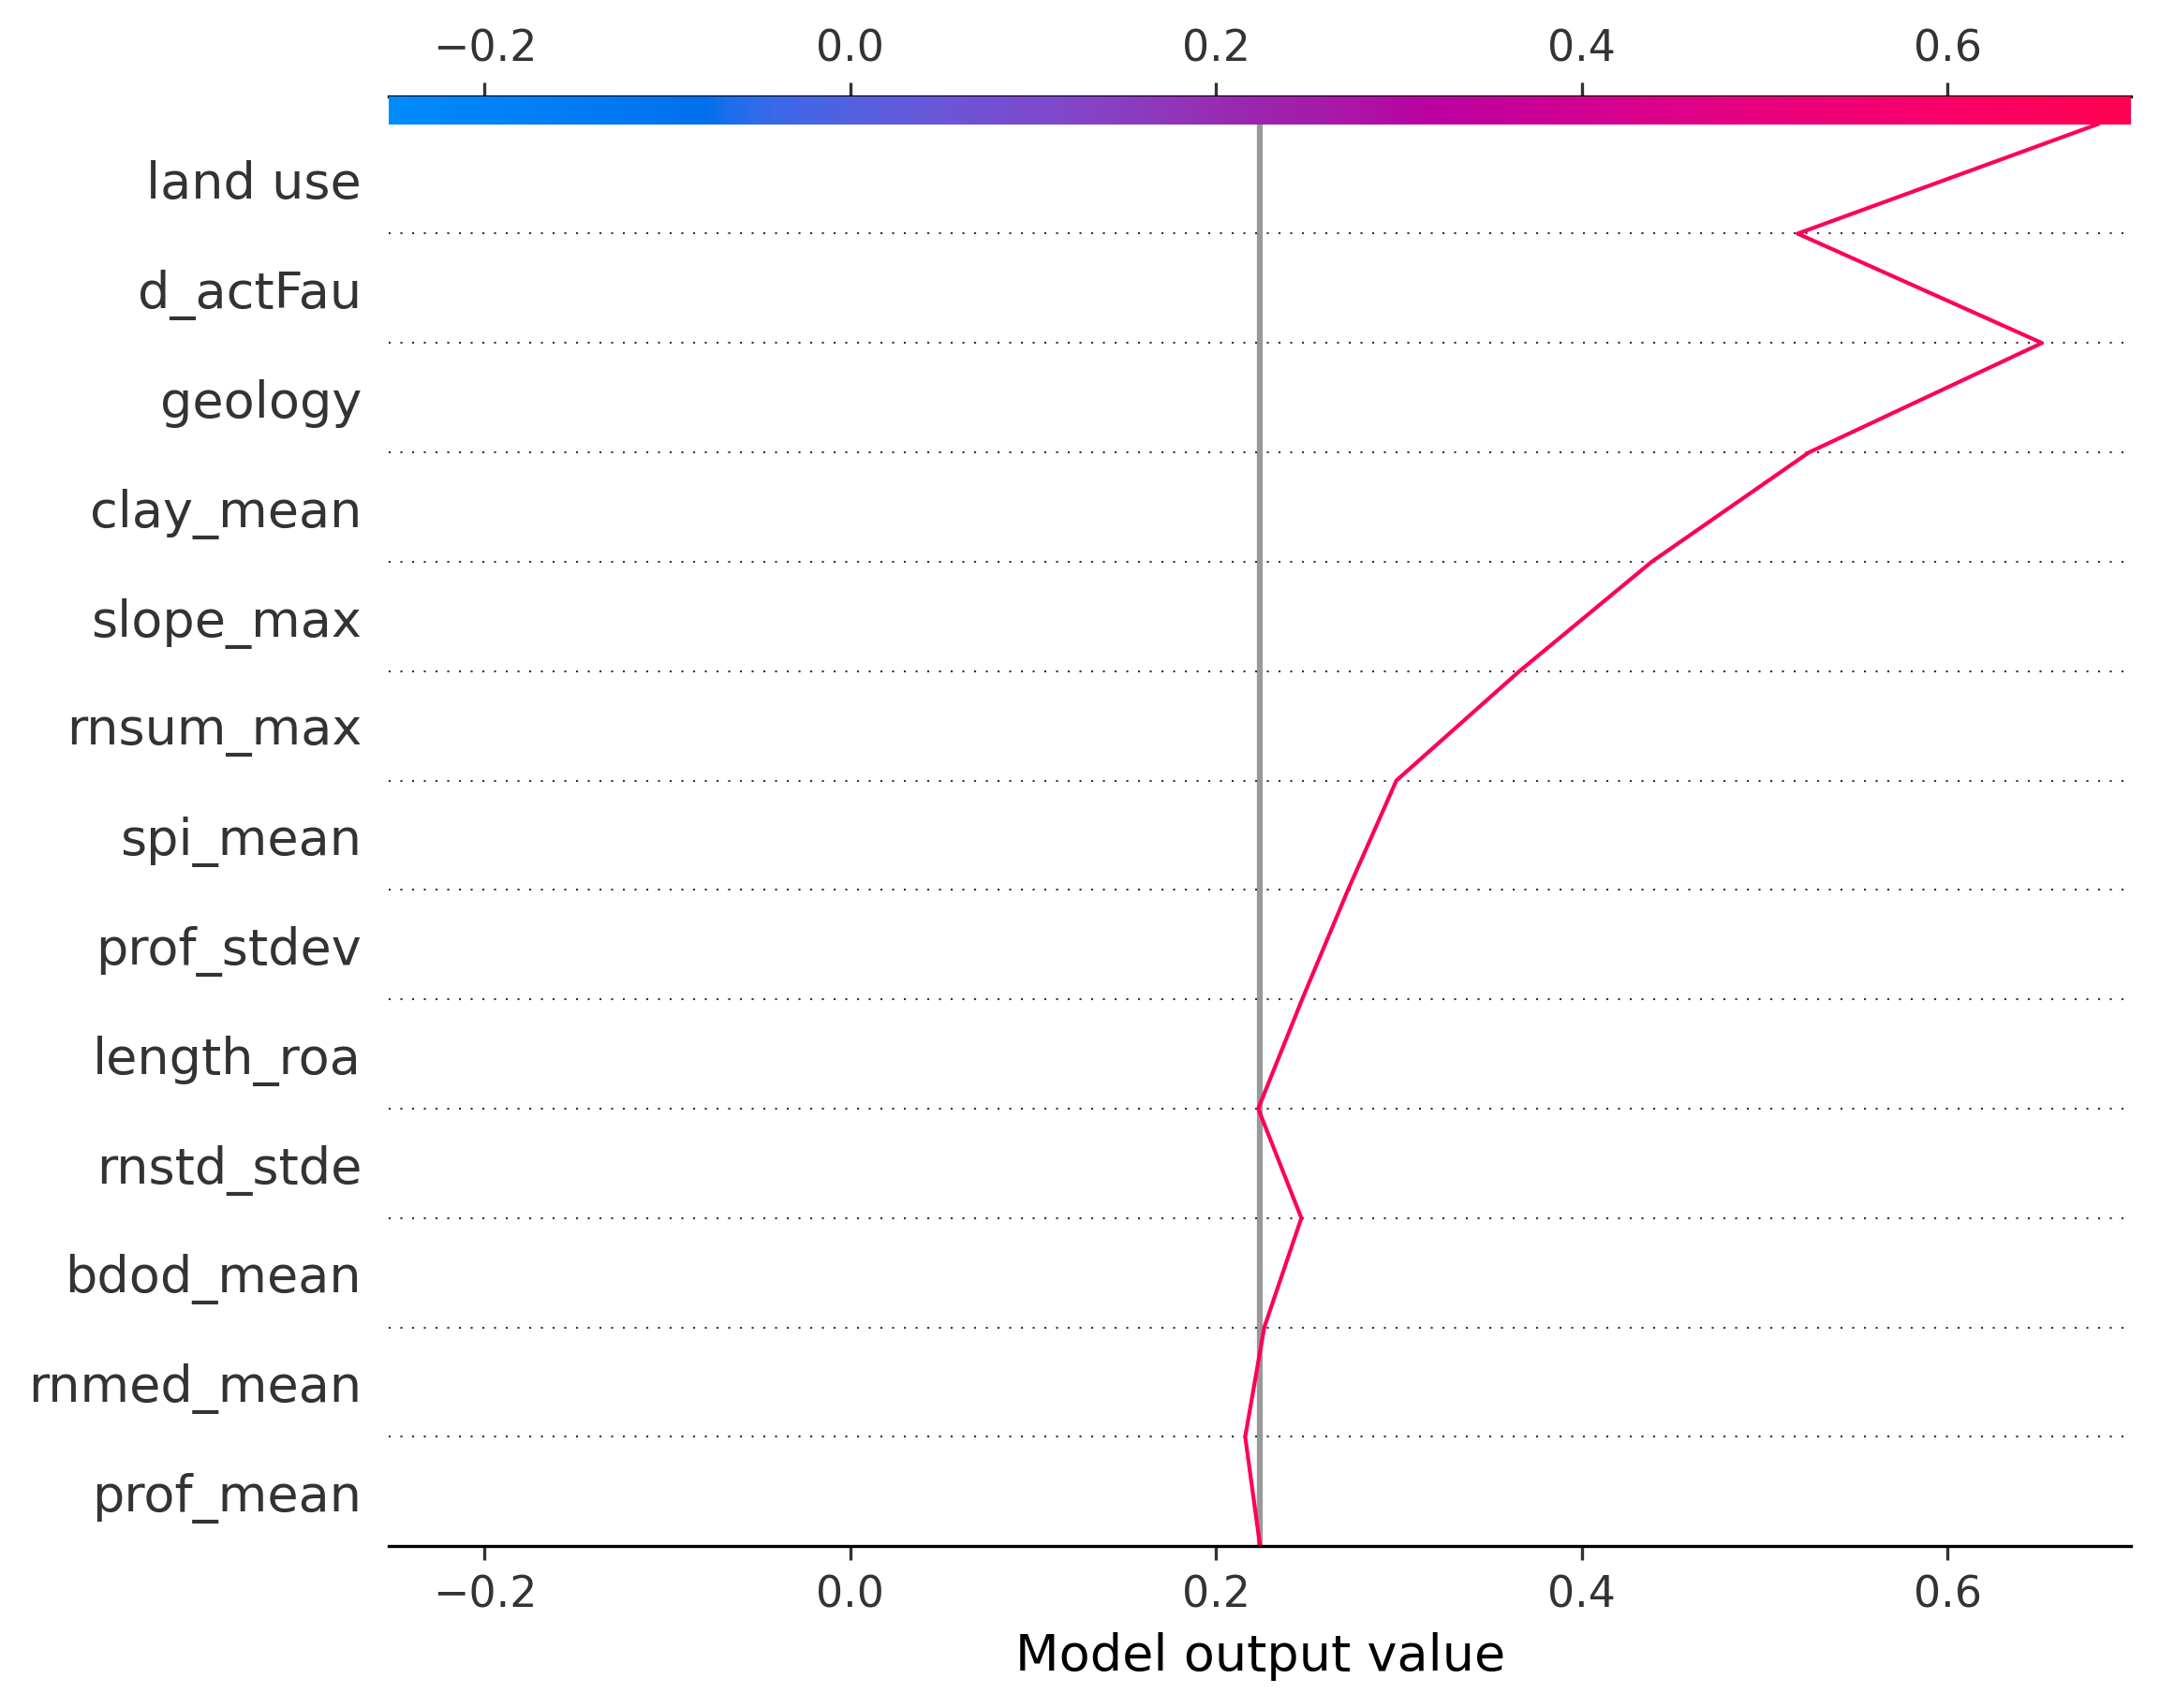 −0.2 0.0 0.2 0.4 0.6
land use
d_actFau
geology
clay_mean
slope_max
rnsum_max
spi_mean
prof_stdev
length_roa
rnstd_stde
bdod_mean
rnmed_mean
prof_mean
−0.2 0.0 0.2 0.4 0.6
Model output value